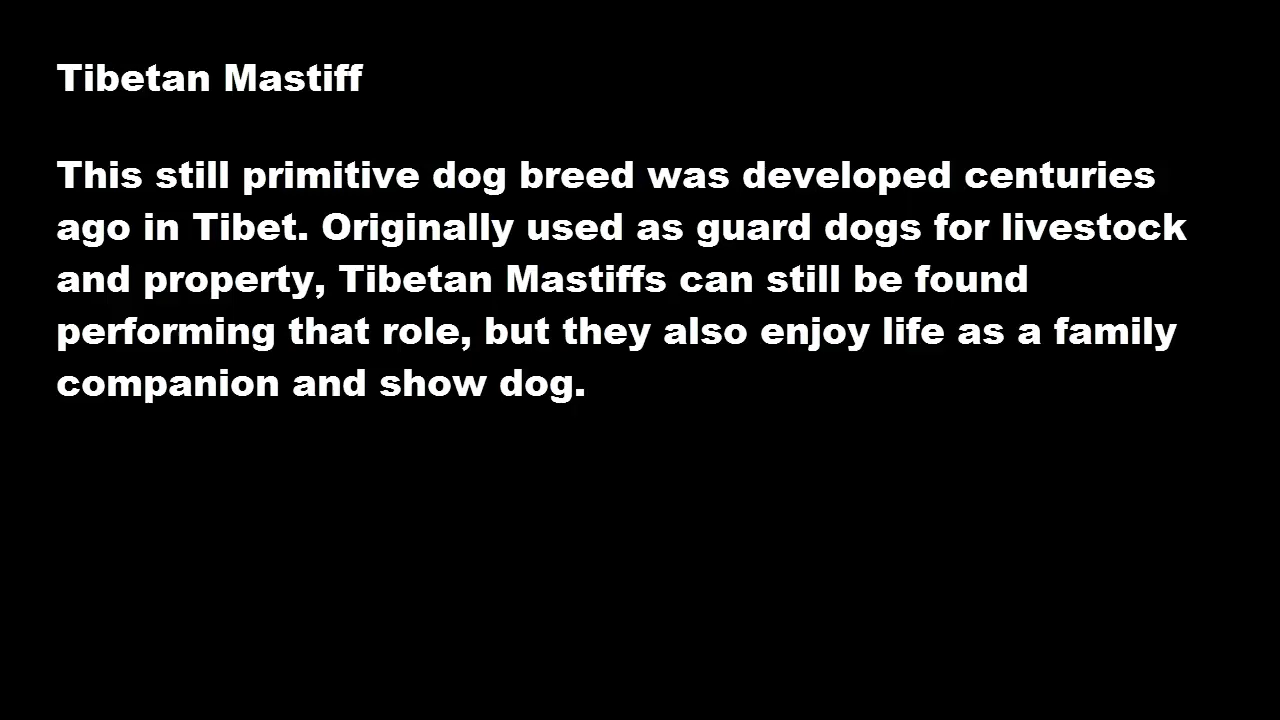 Tibetan Mastiff
This still primitive dog breed was developed centuries
ago in Tibet. Originally used as guard dogs for livestock
and property, Tibetan Mastiffs can still be found
performing that role, but they also enjoy life as a family
companion and show dog.